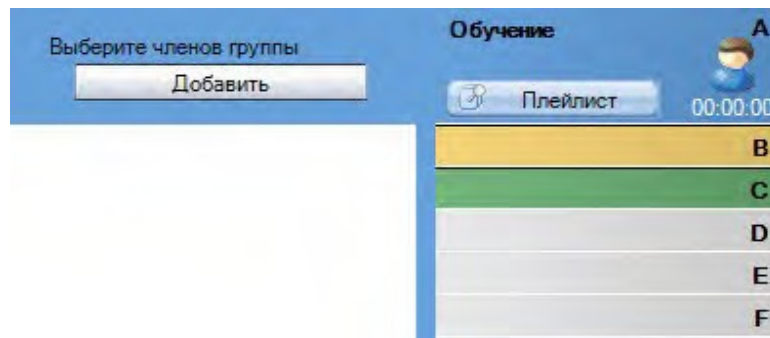 Выберите членов группы
Добавить
Обучение A
Плейлист 00:00:00
B
C
D
E
F